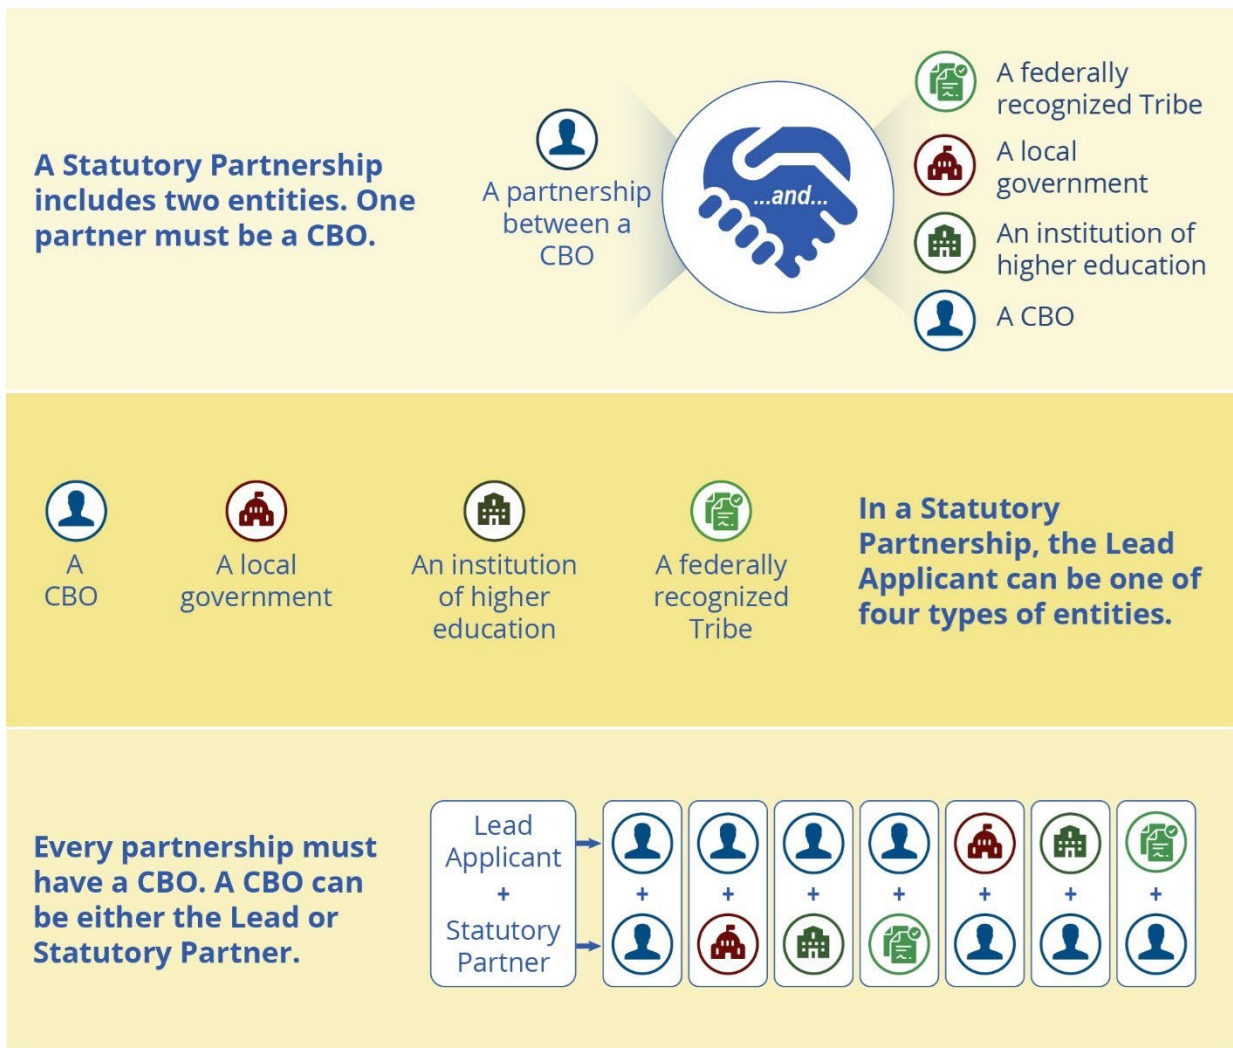 A Statutory Partnership
includes two entities. One
partner must be a CBO.
A partnership
between a
CBO
...and...
A federally
recognized Tribe
A local
government
An institution of
higher education
A CBO
A
CBO
A local
government
An institution
of higher
education
A federally
recognized
Tribe
In a Statutory
Partnership, the Lead
Applicant can be one of
four types of entities.
Every partnership must
have a CBO. A CBO can
be either the Lead or
Statutory Partner.
Lead
Applicant
+
Statutory
Partner
+ + + + + + +